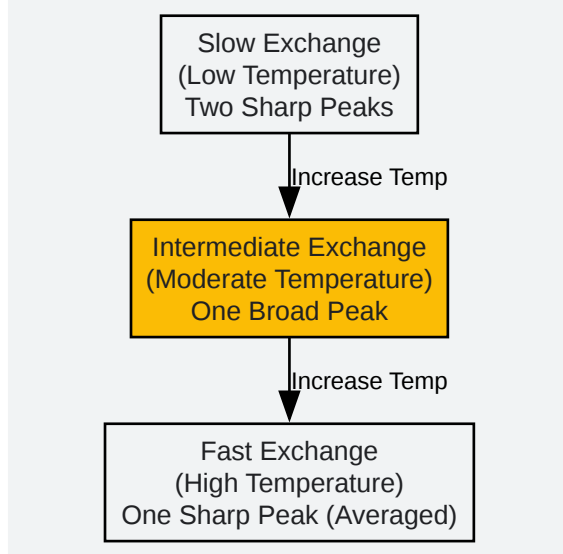 Slow Exchange
(Low Temperature)
Two Sharp Peaks
Increase Temp
Intermediate Exchange
(Moderate Temperature)
One Broad Peak
Increase Temp
Fast Exchange
(High Temperature)
One Sharp Peak (Averaged)